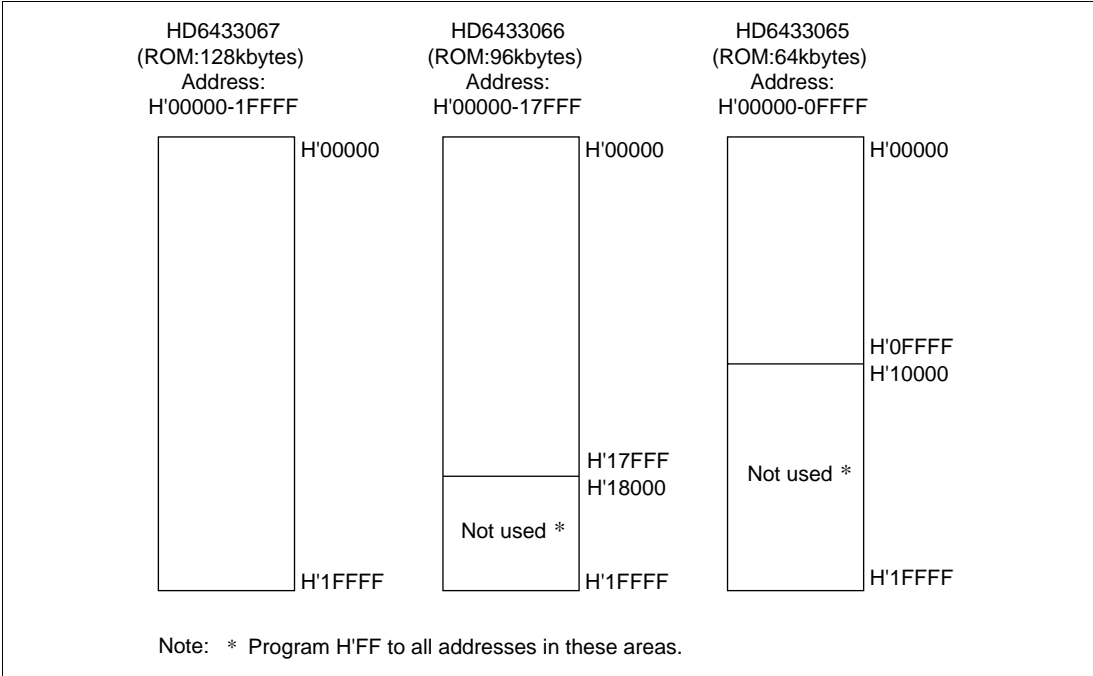 HD6433067
(ROM:128kbytes)
Address:
H'00000-1FFFF
H'00000
H'1FFFF
HD6433066
(ROM:96kbytes)
Address:
H'00000-17FFF
H'00000
H'17FFF
H'18000
Not used *
H'1FFFF
HD6433065
(ROM:64kbytes)
Address:
H'00000-0FFFF
H'00000
H'0FFFF
H'10000
Not used *
H'1FFFF
Note: * Program H'FF to all addresses in these areas.